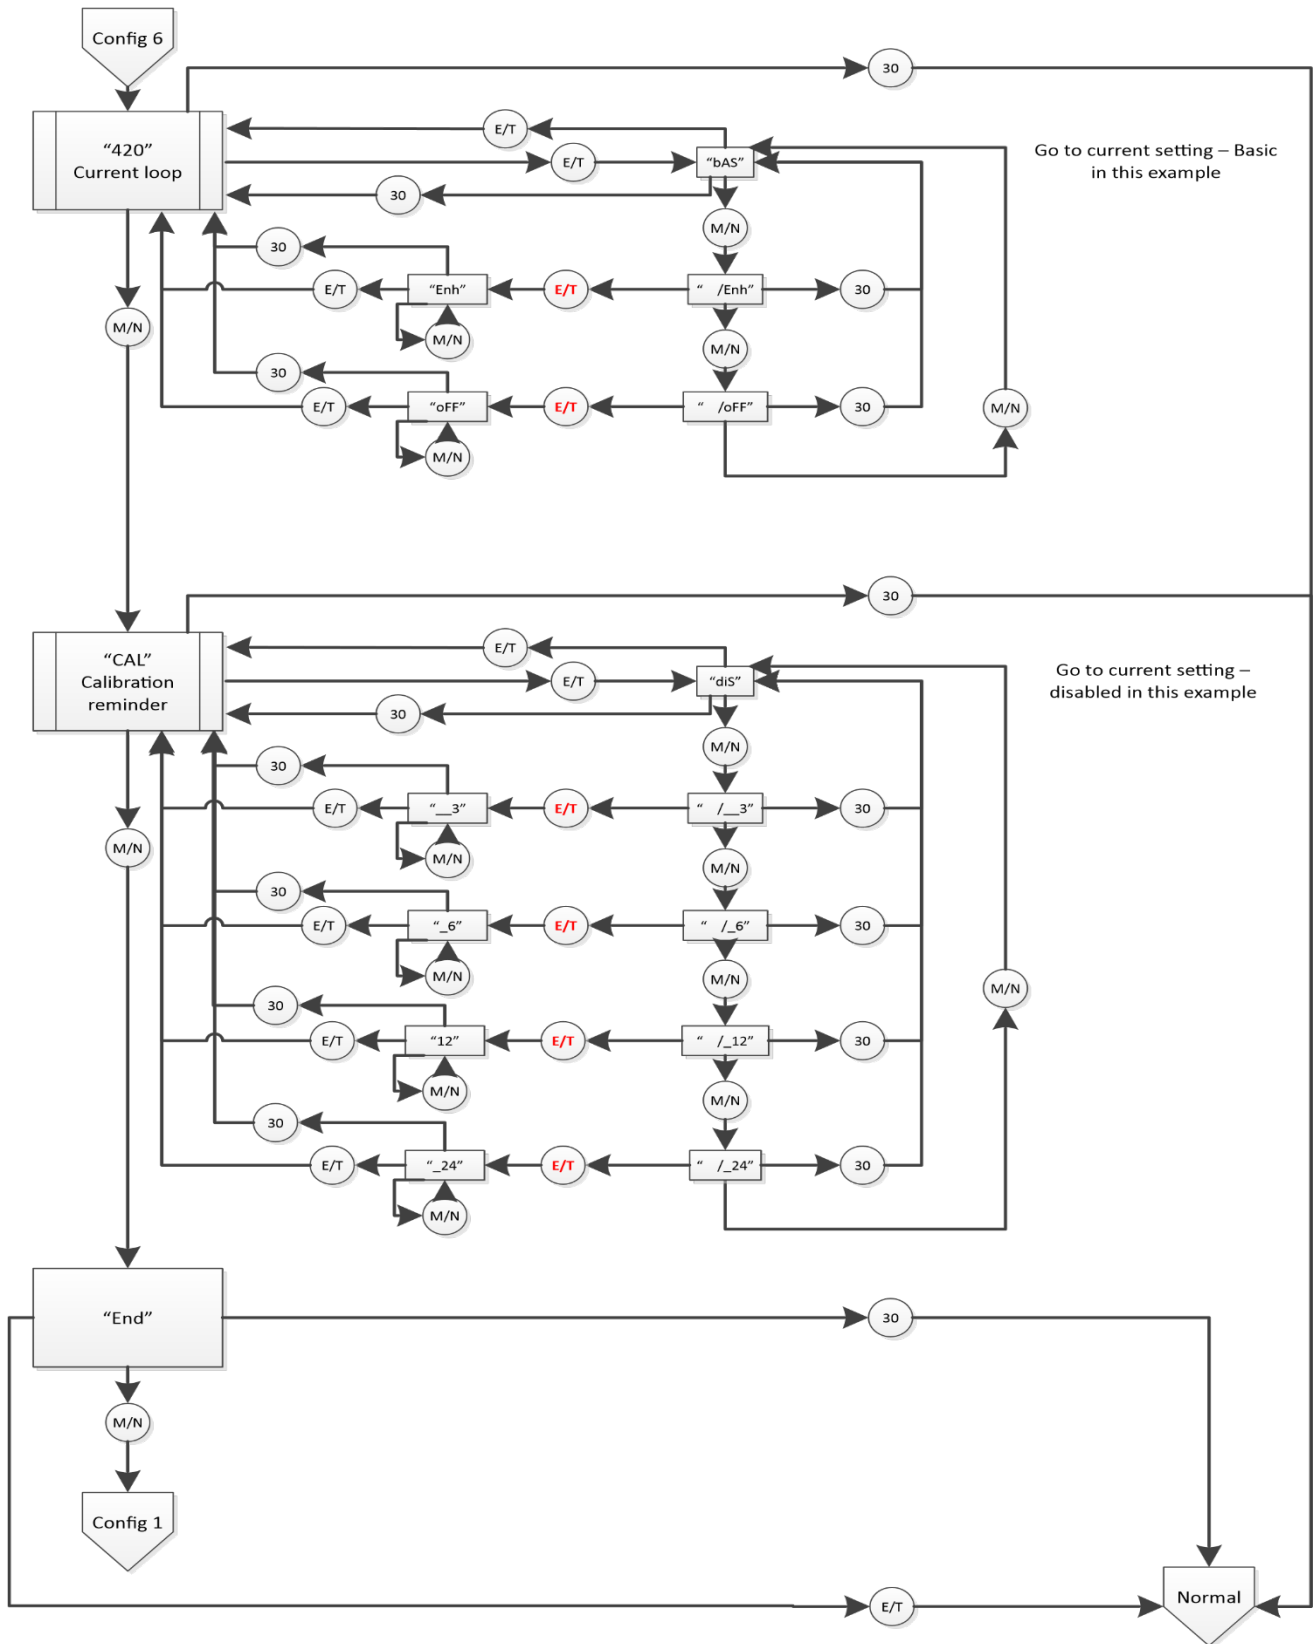 Config 6
30
“420”
Current loop
E/T
E/T
“bAS”
Go to current setting – Basic
in this example
30
M/N
30
E/T
“Enh”
E/T
“ /Enh”
30
M/N
M/N
M/N
30
E/T
“oFF”
E/T
“ /oFF”
30
M/N
M/N
30
“CAL”
Calibration
reminder
E/T
E/T
“diS”
Go to current setting –
disabled in this example
30
M/N
30
E/T
“__3”
E/T
“ /__3”
30
M/N
M/N
M/N
30
E/T
“_6”
E/T
“ /_6”
30
M/N
M/N
M/N
30
E/T
“12”
E/T
“ /_12”
30
M/N
M/N
30
E/T
“_24”
E/T
“ /_24”
30
M/N
“End”
30
M/N
Config 1
Normal
E/T